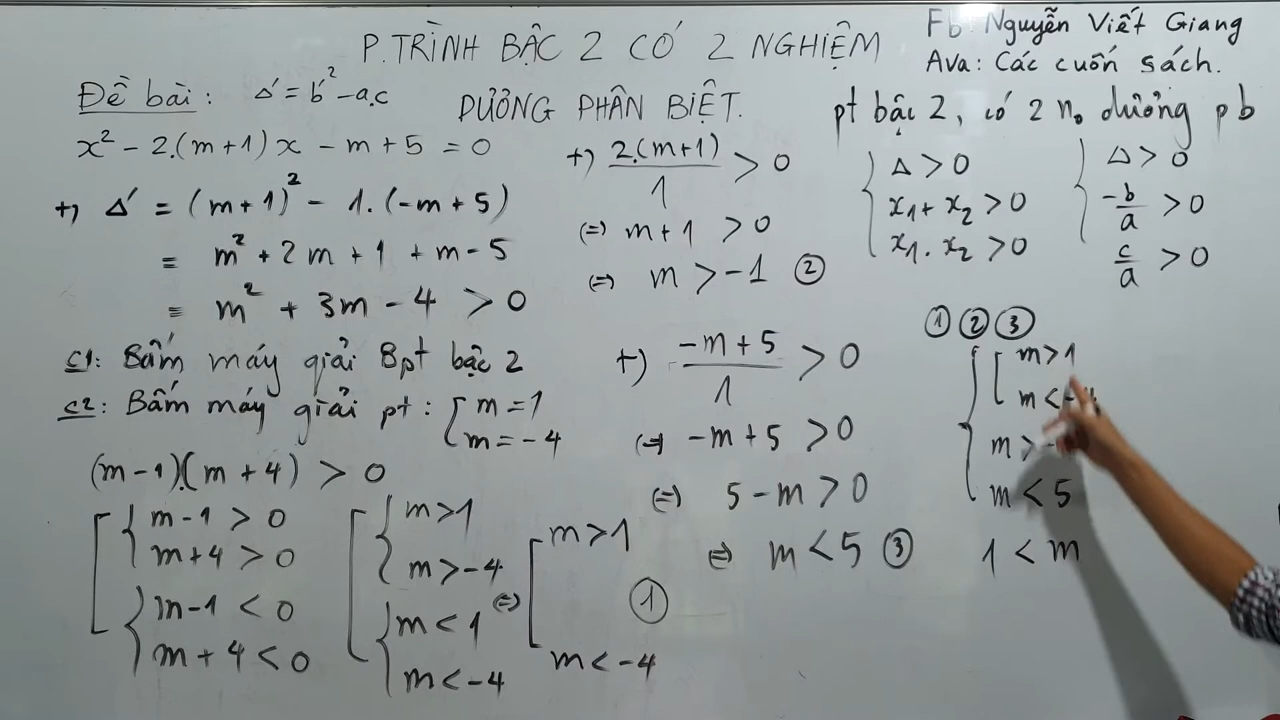 P.TRÌNH BẬC 2 CÓ 2 NGHIỆM
DƯƠNG PHÂN BIỆT.
Fb: Nguyễn Viết Giang
Ava: Các cuốn sách.
Đề bài: Δ' = b'² - a.c
x² - 2.(m+1)x - m + 5 = 0
+) Δ' = (m+1)² - 1.(-m+5)
= m² + 2m + 1 + m - 5
= m² + 3m - 4 > 0
C1: Bấm máy giải Bpt bậc 2
C2: Bấm máy giải pt: [ m = 1
m = -4
(m-1).(m+4) > 0
[ { m-1 > 0
m+4 > 0
{ m-1 < 0
m+4 < 0
[ { m > 1
m > -4
{ m < 1
m < -4
⇔ [ m > 1
①
m < -4
+) 2.(m+1)/1 > 0
⇔ m+1 > 0
⇔ m > -1 ②
+) -m+5/1 > 0
⇔ -m+5 > 0
⇔ 5-m > 0
⇔ m < 5 ③
pt bậc 2, có 2 n₀ dương pb
{ Δ > 0
x₁ + x₂ > 0
x₁ . x₂ > 0
{ Δ > 0
-b/a > 0
c/a > 0
① ② ③
{ [ m > 1
m <
m >
m < 5
1 < m